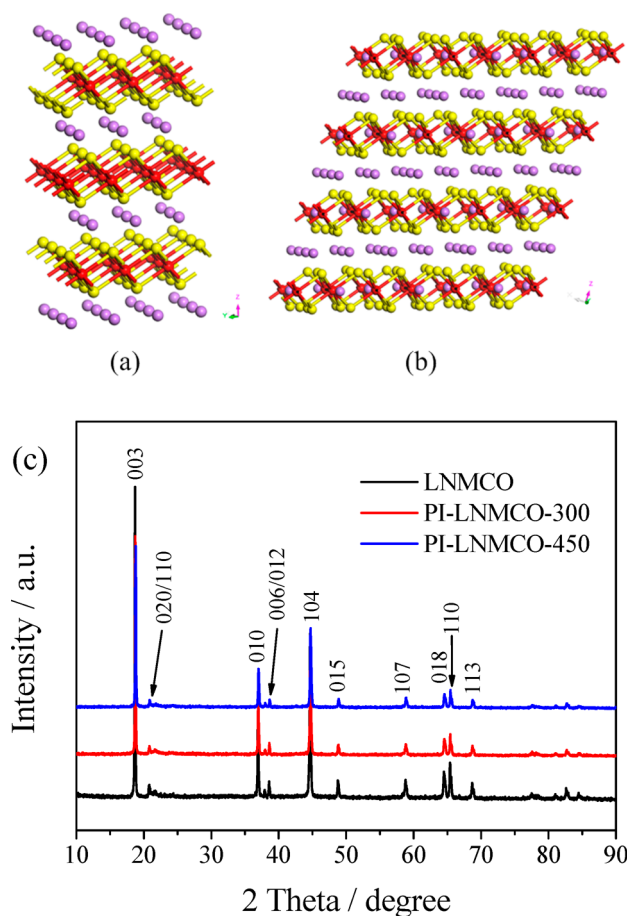 (a)
(b)
(c)
003
020/110
010
006/012
104
015
107
018
110
113
LNMCO
PI-LNMCO-300
PI-LNMCO-450
Intensity / a.u.
10 20 30 40 50 60 70 80 90
2 Theta / degree